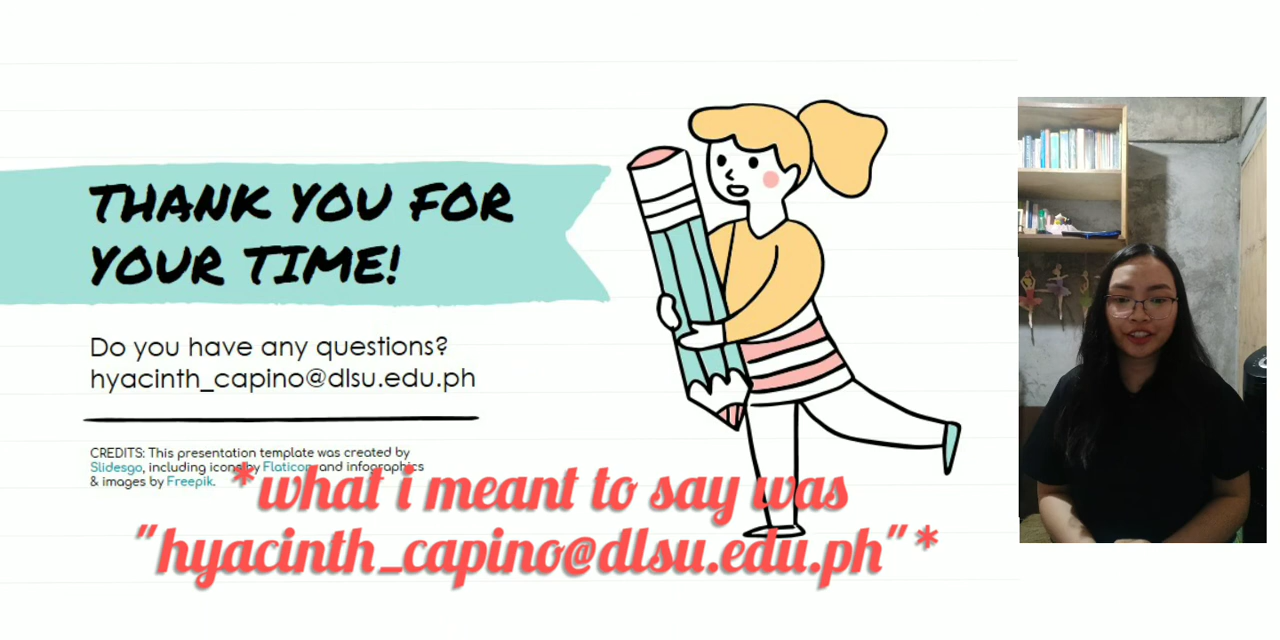 THANK YOU FOR
YOUR TIME!
Do you have any questions?
hyacinth_capino@dlsu.edu.ph
CREDITS: This presentation template was created by
Slidesgo, including icons by Flaticon, and infographics
& images by Freepik.
*what i meant to say was
"hyacinth_capino@dlsu.edu.ph"*